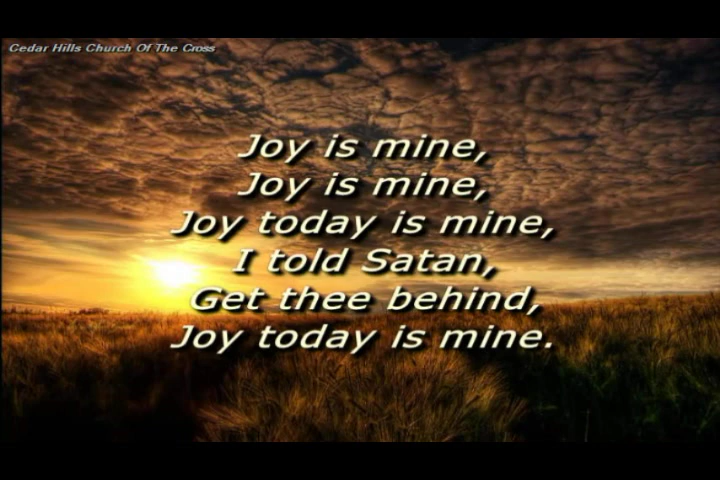 Cedar Hills Church Of The Cross
Joy is mine,
Joy is mine,
Joy today is mine,
I told Satan,
Get thee behind,
Joy today is mine.